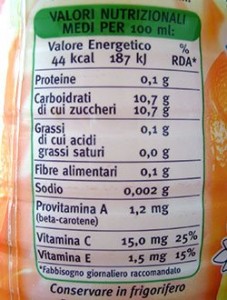 VALORI NUTRIZIONALI
MEDI PER 100 ml:
Valore Energetico %
44 kcal 187 kJ RDA*
Proteine 0,1 g
Carboidrati 10,7 g
di cui zuccheri 10,7 g
Grassi 0,1 g
di cui acidi
grassi saturi 0,0 g
Fibre alimentari 0,1 g
Sodio 0,002 g
Provitamina A 1,2 mg
(beta-carotene)
Vitamina C 15,0 mg 25%
Vitamina E 1,5 mg 15%
*fabbisogno giornaliero raccomandato
Conservare in frigorifero